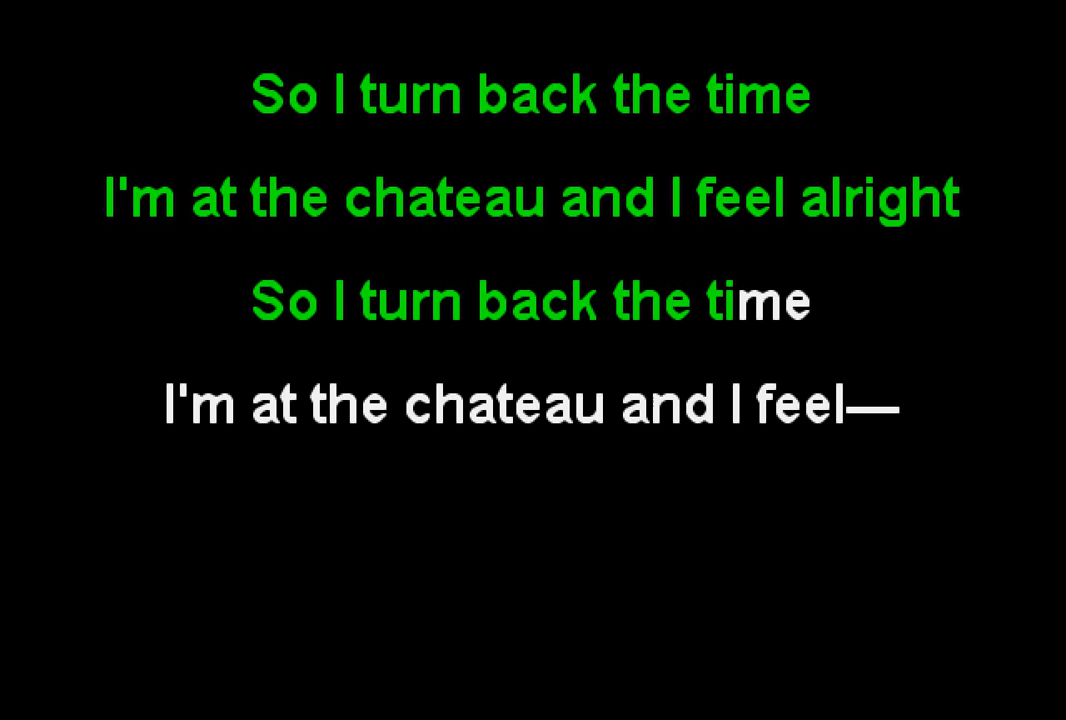 So I turn back the time
I'm at the chateau and I feel alright
So I turn back the time
I'm at the chateau and I feel—